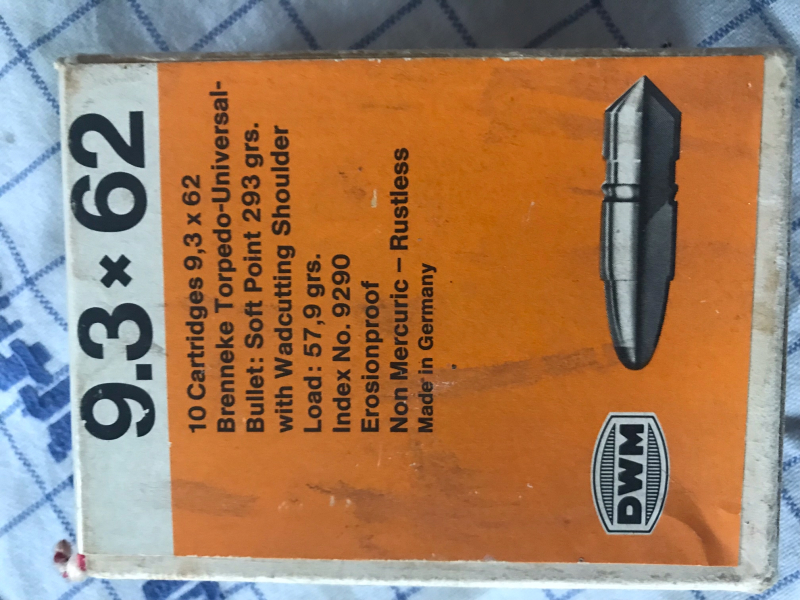 9.3 × 62
10 Cartridges 9,3 x 62
Brenneke Torpedo-Universal-
Bullet: Soft Point 293 grs.
with Wadcutting Shoulder
Load: 57,9 grs.
Index No. 9290
Erosionproof
Non Mercuric – Rustless
Made in Germany
DWM